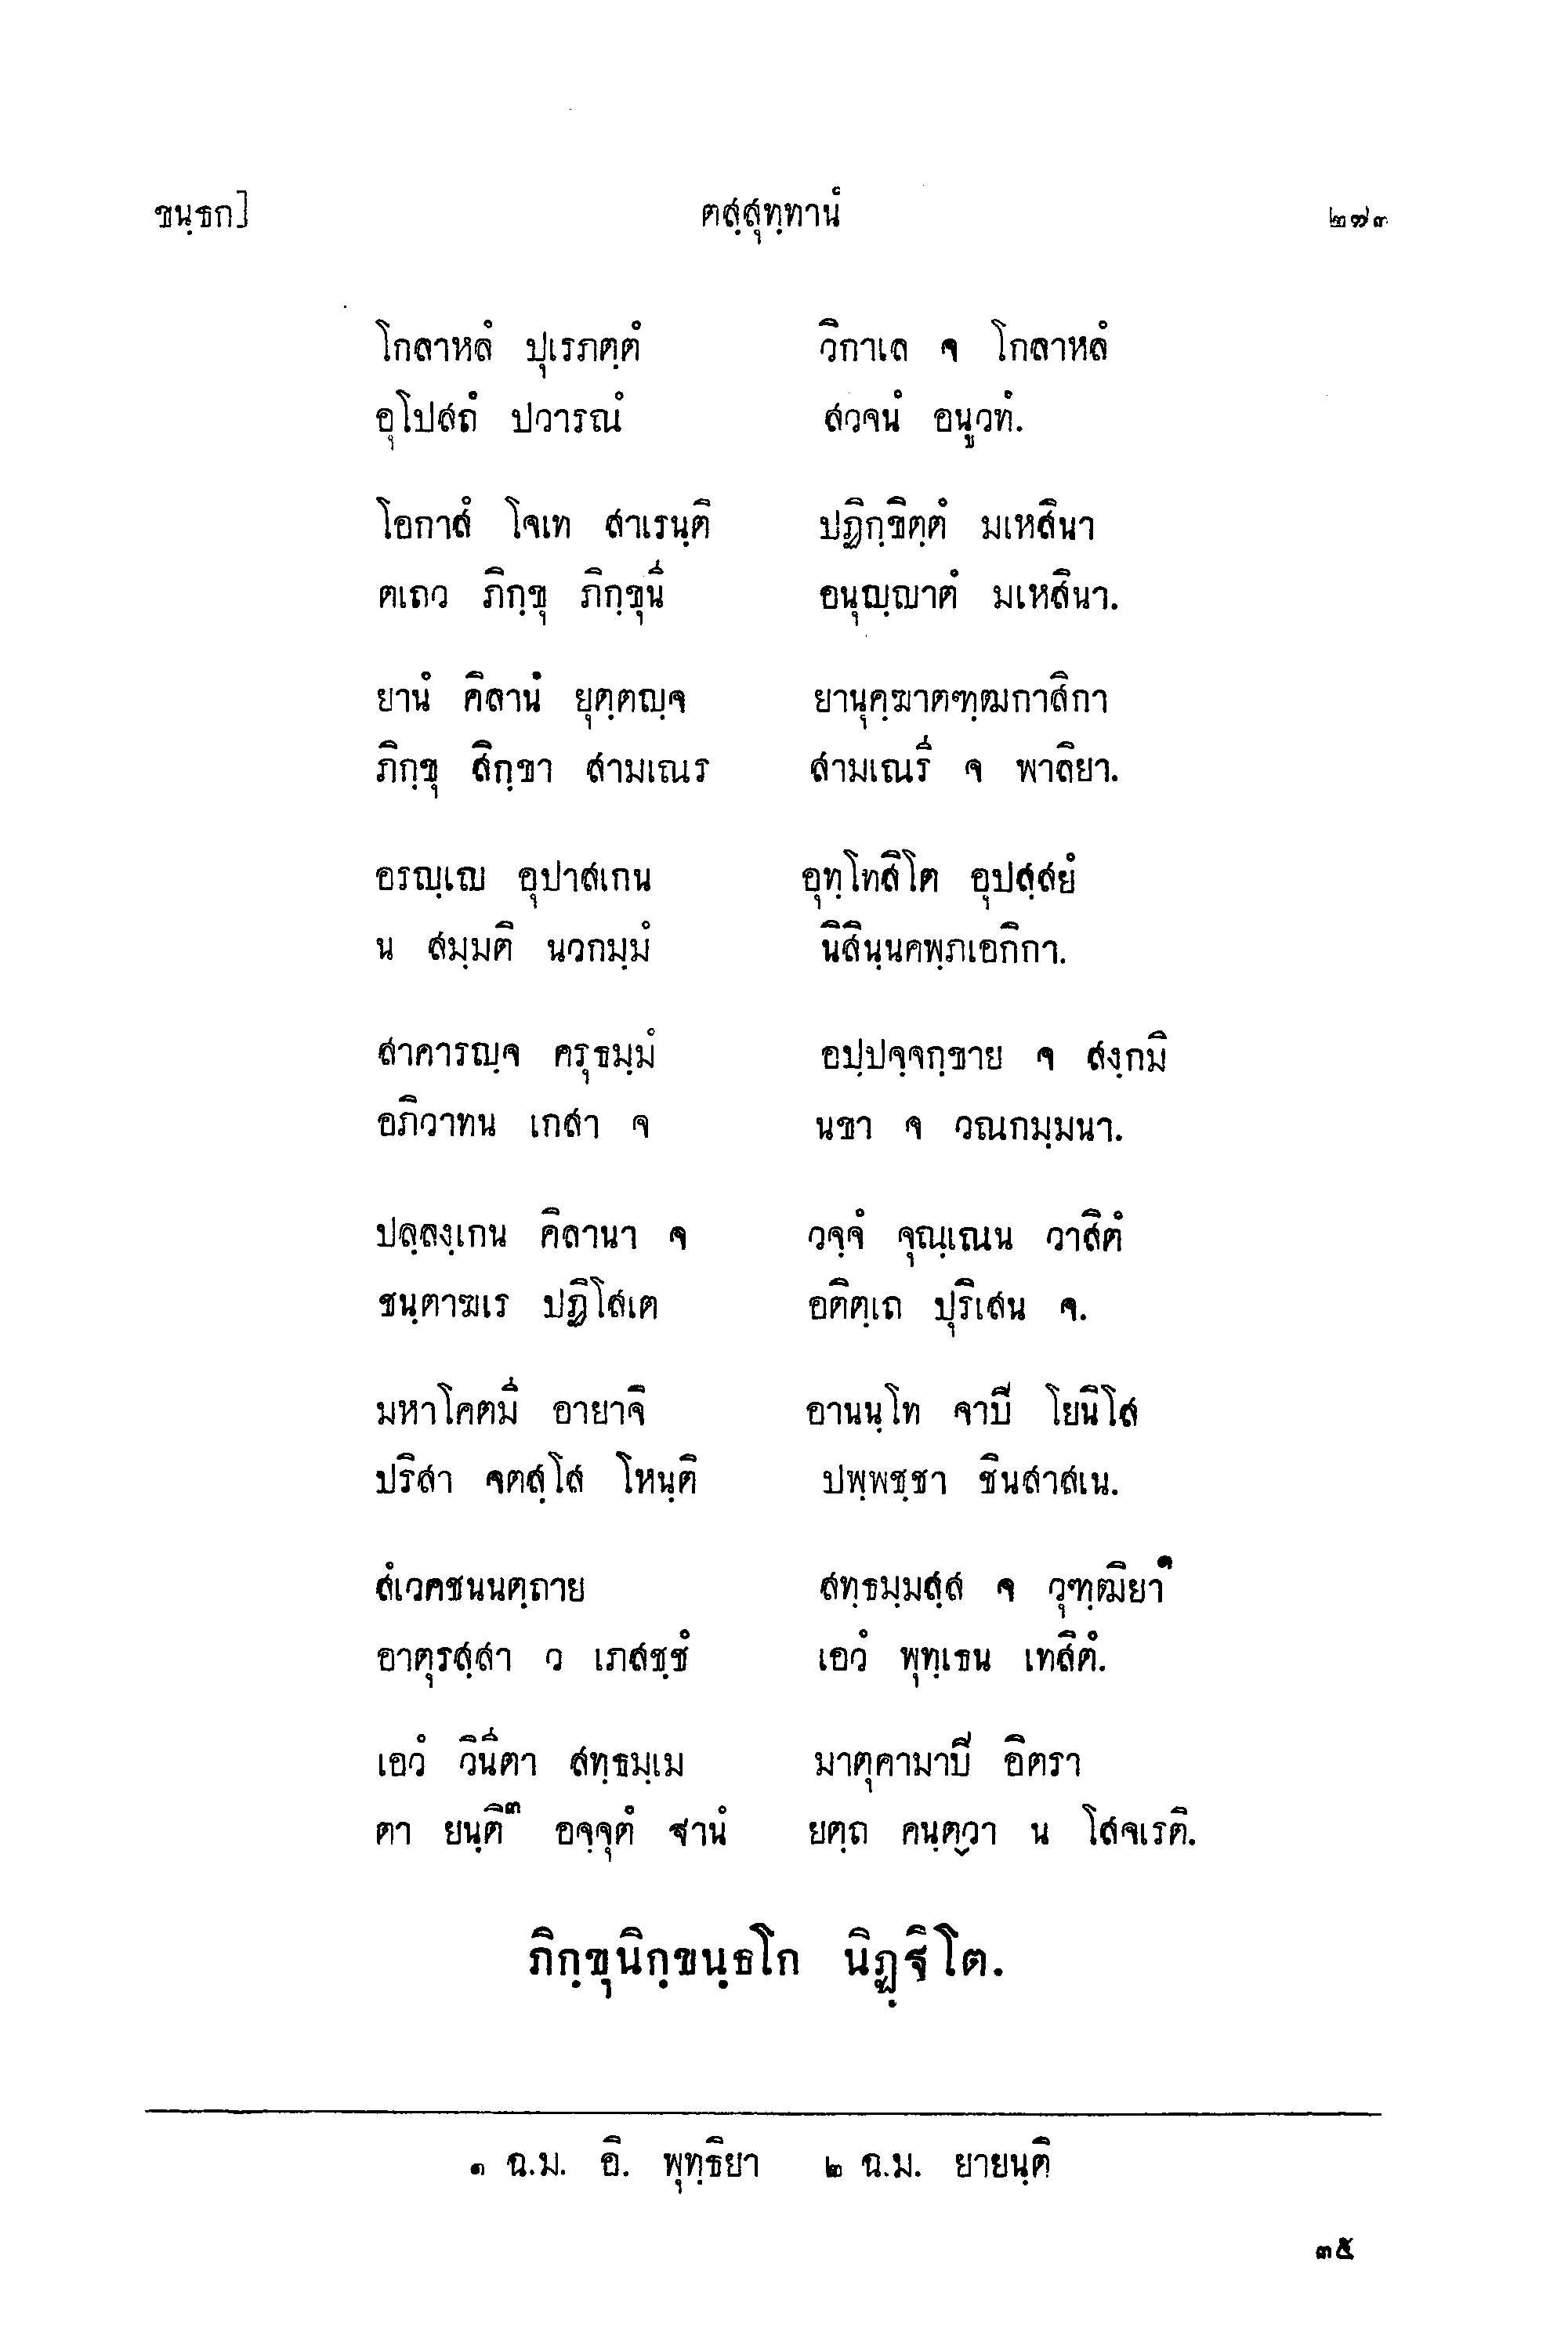 ขนฺธก] ตสฺสุทฺทานํ ๒๗๓
โกลาหลํ ปุเรภตฺตํ วิกาเล จ โกลาหลํ
อุโปสถํ ปวารณํ สวจนํ อนูวทํ.
โอกาสํ โจเท สาเรนฺติ ปฏิกฺขิตฺตํ มเหสินา
ตเถว ภิกฺขุ ภิกฺขุนึ อนุญฺญาตํ มเหสินา.
ยานํ คิลานํ ยุตฺตญฺจ ยานุคฺฆาตฑฺฒกาสิกา
ภิกฺขุ สิกฺขา สามเณร สามเณรึ จ พาลิยา.
อรญฺเญ อุปาสเกน อุทฺโทสิโต อุปสฺสยํ
น สมฺมติ นวกมฺมํ นิสินฺนคพฺภเอกิกา.
สาคารญฺจ ครุธมฺมํ อปฺปจฺจกฺขาย จ สงฺกมิ
อภิวาทน เกสา จ นขา จ วณกมฺมนา.
ปลฺลงฺเกน คิลานา จ วจฺจํ จุณฺเณน วาสิตํ
ชนฺตาฆเร ปฏิโสเต อติตฺเถ ปุริเสน จ.
มหาโคตมึ อายาจิ อานนฺโท จาปิ โยนิโส
ปริสา จตสฺโส โหนฺติ ปพฺพชฺชา ชินสาสเน.
สํเวคชนนตฺถาย สทฺธมฺมสฺส จ วุฑฺฒิยา๑
อาตุรสฺสา ว เภสชฺชํ เอวํ พุทฺเธน เทสิตํ.
เอวํ วินีตา สทฺธมฺเม มาตุคามาปิ อิตรา
ตา ยนฺติ๓ อจฺจุตํ ฐานํ ยตฺถ คนฺตฺวา น โสจเรติ.
ภิกฺขุนิกฺขนฺธโก นิฏฺฐิโต.
๑ ฉ.ม. อิ. พุทฺธิยา ๒ ฉ.ม. ยายนฺติ
๓๕